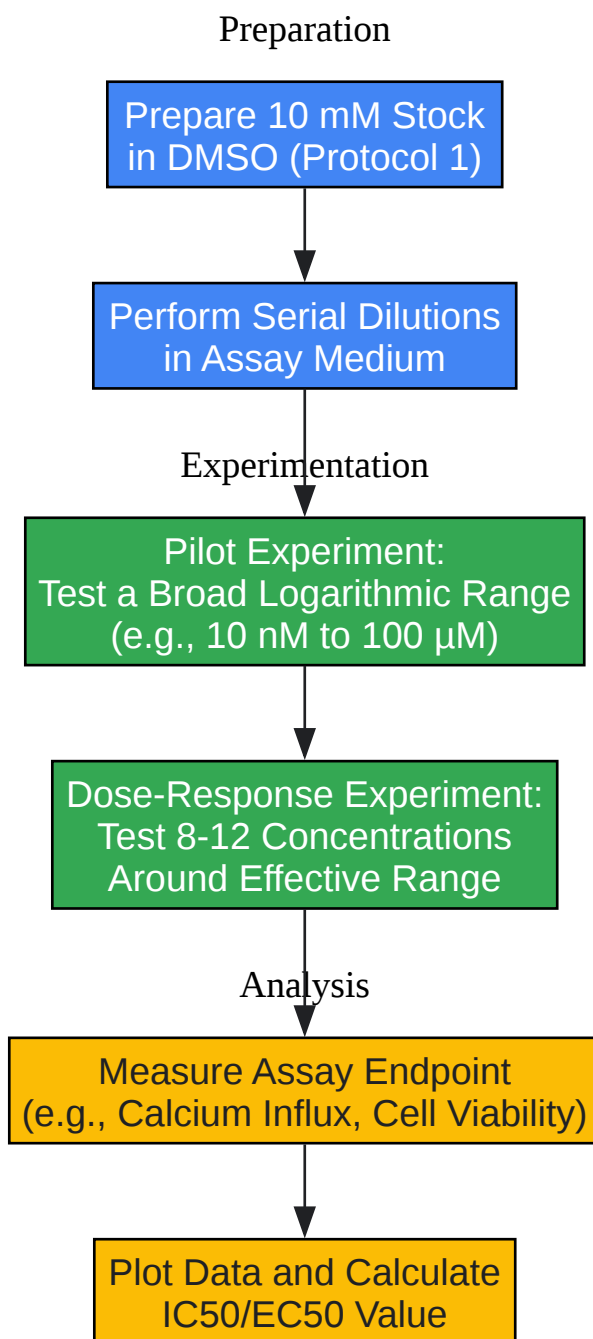 Preparation
Prepare 10 mM Stock
in DMSO (Protocol 1)
Perform Serial Dilutions
in Assay Medium
Experimentation
Pilot Experiment:
Test a Broad Logarithmic Range
(e.g., 10 nM to 100 µM)
Dose-Response Experiment:
Test 8-12 Concentrations
Around Effective Range
Analysis
Measure Assay Endpoint
(e.g., Calcium Influx, Cell Viability)
Plot Data and Calculate
IC50/EC50 Value